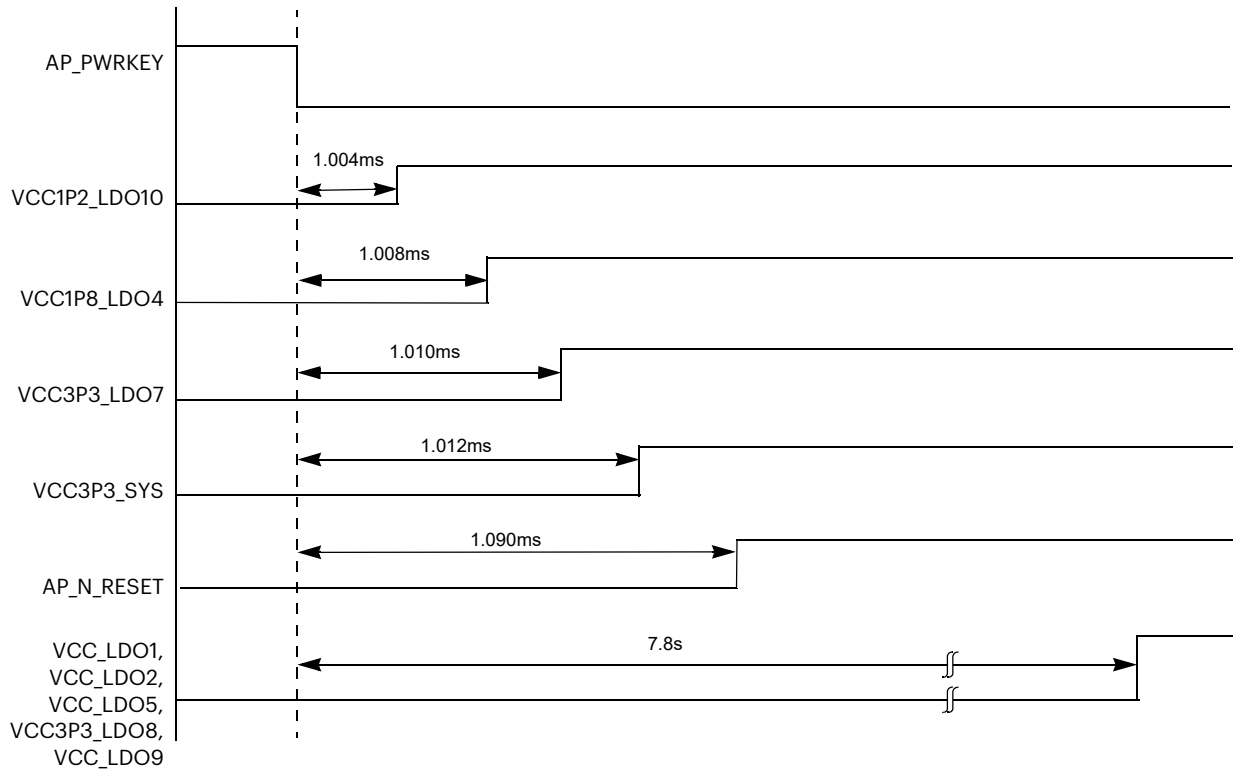 AP_PWRKEY
1.004ms
VCC1P2_LDO10
1.008ms
VCC1P8_LDO4
1.010ms
VCC3P3_LDO7
1.012ms
VCC3P3_SYS
1.090ms
AP_N_RESET
7.8s
VCC_LDO1,
VCC_LDO2,
VCC_LDO5,
VCC3P3_LDO8,
VCC_LDO9